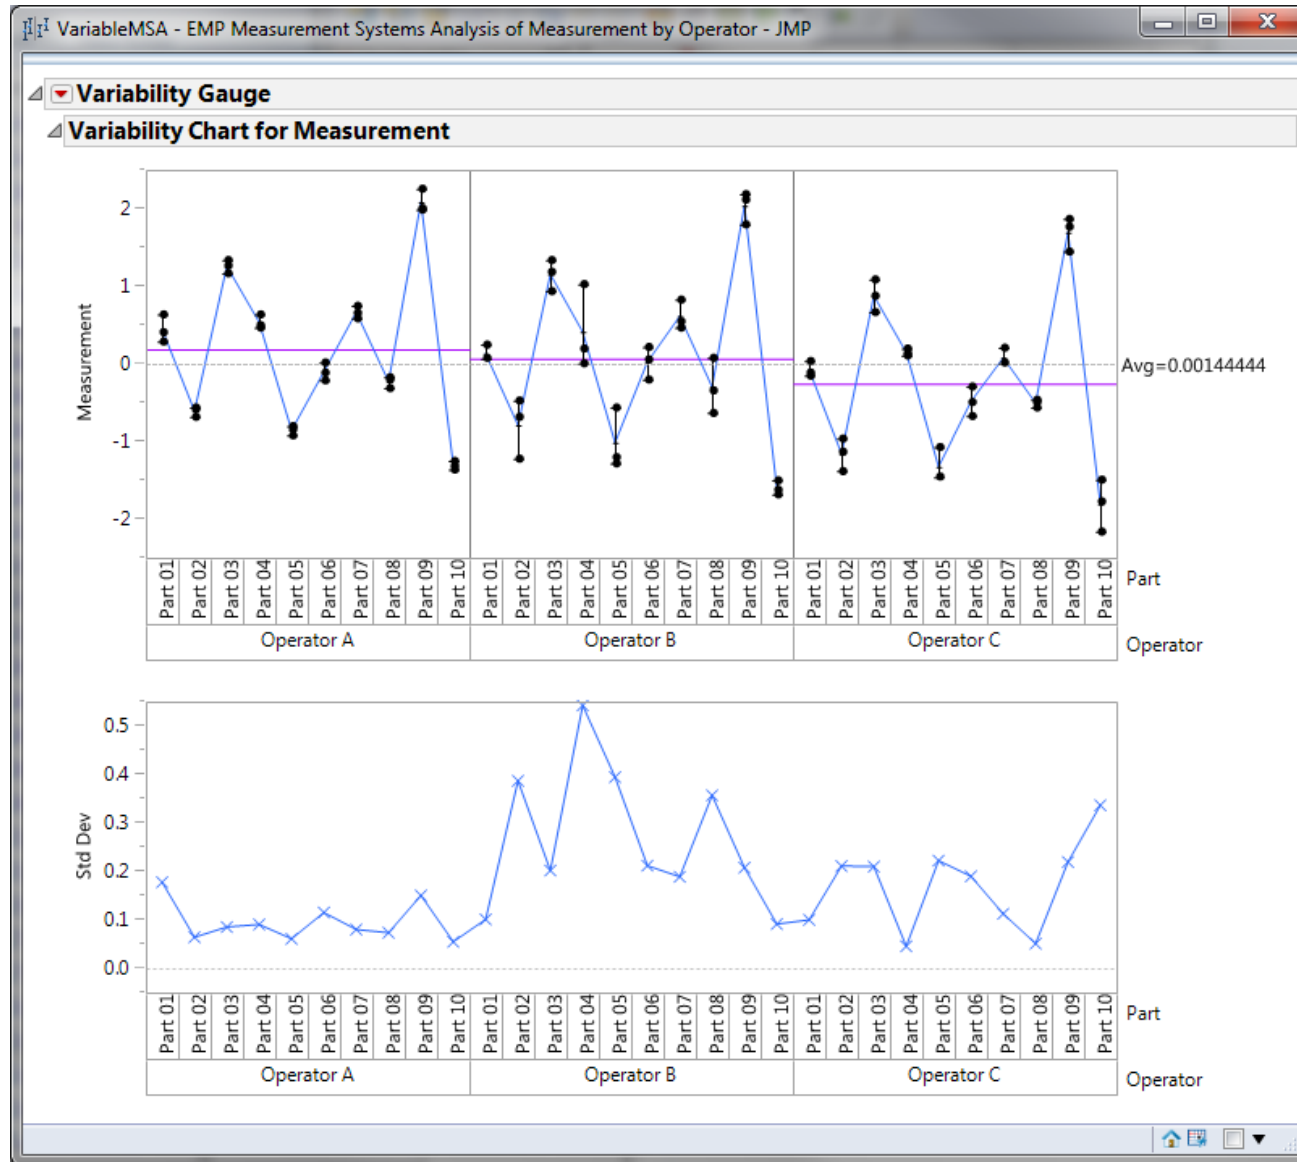 VariableMSA - EMP Measurement Systems Analysis of Measurement by Operator - JMP
Variability Gauge
Variability Chart for Measurement
Measurement
2
1
0
-1
-2
Avg=0.00144444
Part 01 Part 02 Part 03 Part 04 Part 05 Part 06 Part 07 Part 08 Part 09 Part 10 Part 01 Part 02 Part 03 Part 04 Part 05 Part 06 Part 07 Part 08 Part 09 Part 10 Part 01 Part 02 Part 03 Part 04 Part 05 Part 06 Part 07 Part 08 Part 09 Part 10 Part
Operator A Operator B Operator C Operator
Std Dev
0.5
0.4
0.3
0.2
0.1
0.0
Part 01 Part 02 Part 03 Part 04 Part 05 Part 06 Part 07 Part 08 Part 09 Part 10 Part 01 Part 02 Part 03 Part 04 Part 05 Part 06 Part 07 Part 08 Part 09 Part 10 Part 01 Part 02 Part 03 Part 04 Part 05 Part 06 Part 07 Part 08 Part 09 Part 10 Part
Operator A Operator B Operator C Operator